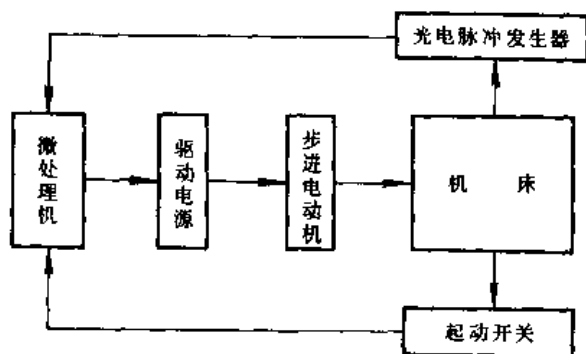 光电脉冲发生器
微处理机
驱动电源
步进电动机
机床
起动开关